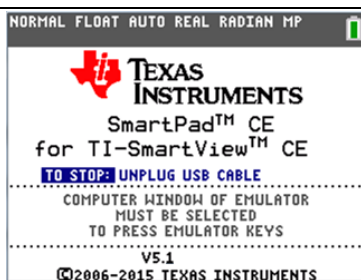 NORMAL FLOAT AUTO REAL RADIAN MP
TEXAS
INSTRUMENTS
SmartPad™ CE
for TI-SmartView™ CE
TO STOP: UNPLUG USB CABLE
COMPUTER WINDOW OF EMULATOR
MUST BE SELECTED
TO PRESS EMULATOR KEYS
V5.1
©2006-2015 TEXAS INSTRUMENTS